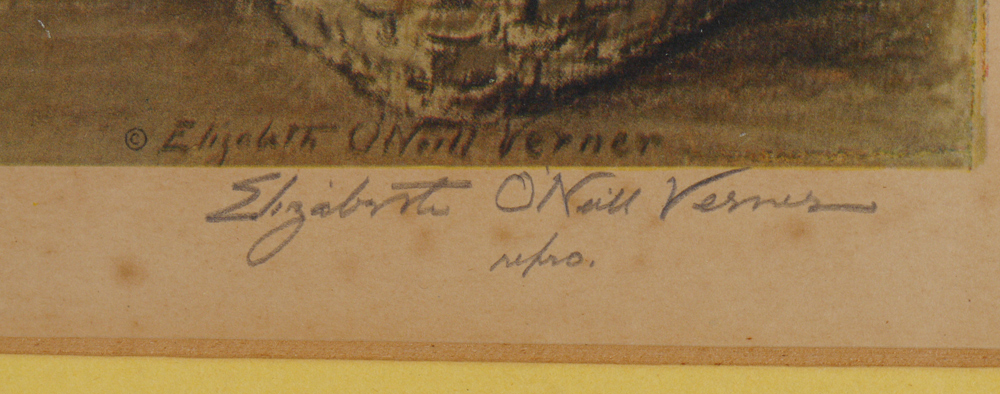 © Elizabeth O'Neill Verner
Elizabeth O'Neill Verner
repro.